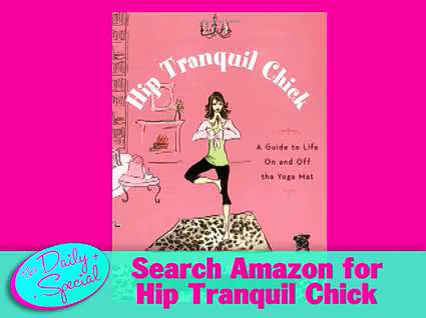 Hip Tranquil Chick
A Guide to Life
On and Off
the Yoga Mat
The Daily +
• Special
Search Amazon for
Hip Tranquil Chick